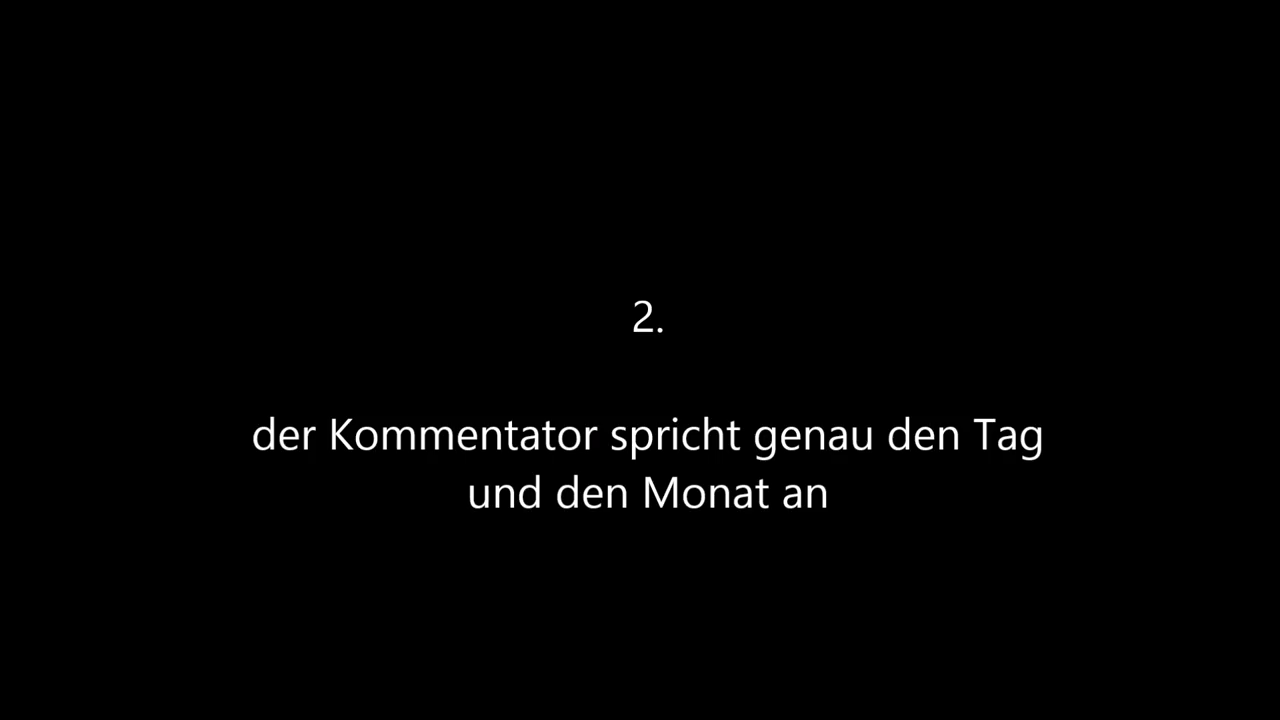 2.
der Kommentator spricht genau den Tag
und den Monat an